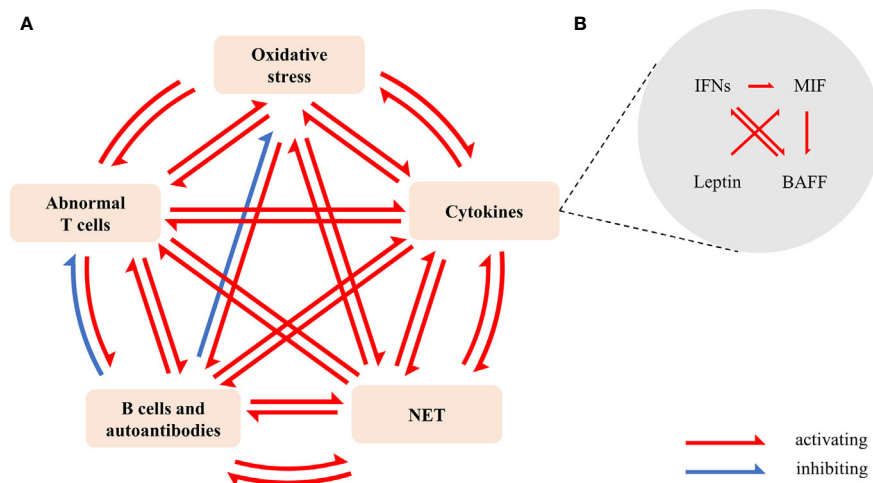 A
B
Oxidative
stress
IFNs
MIF
Leptin
BAFF
Abnormal
T cells
Cytokines
B cells and
autoantibodies
NET
activating
inhibiting